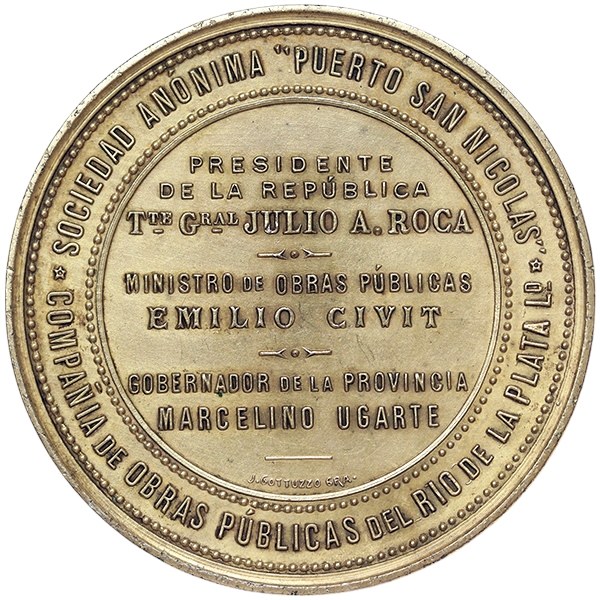 SOCIEDAD ANÓNIMA "PUERTO SAN NICOLAS"
PRESIDENTE
DE LA REPÚBLICA
Tte Gral JULIO A. ROCA
MINISTRO DE OBRAS PÚBLICAS
EMILIO CIVIT
GOBERNADOR DE LA PROVINCIA
MARCELINO UGARTE
J. GOTTUZZO GRA.
COMPAÑIA DE OBRAS PÚBLICAS DEL RIO DE LA PLATA Ld